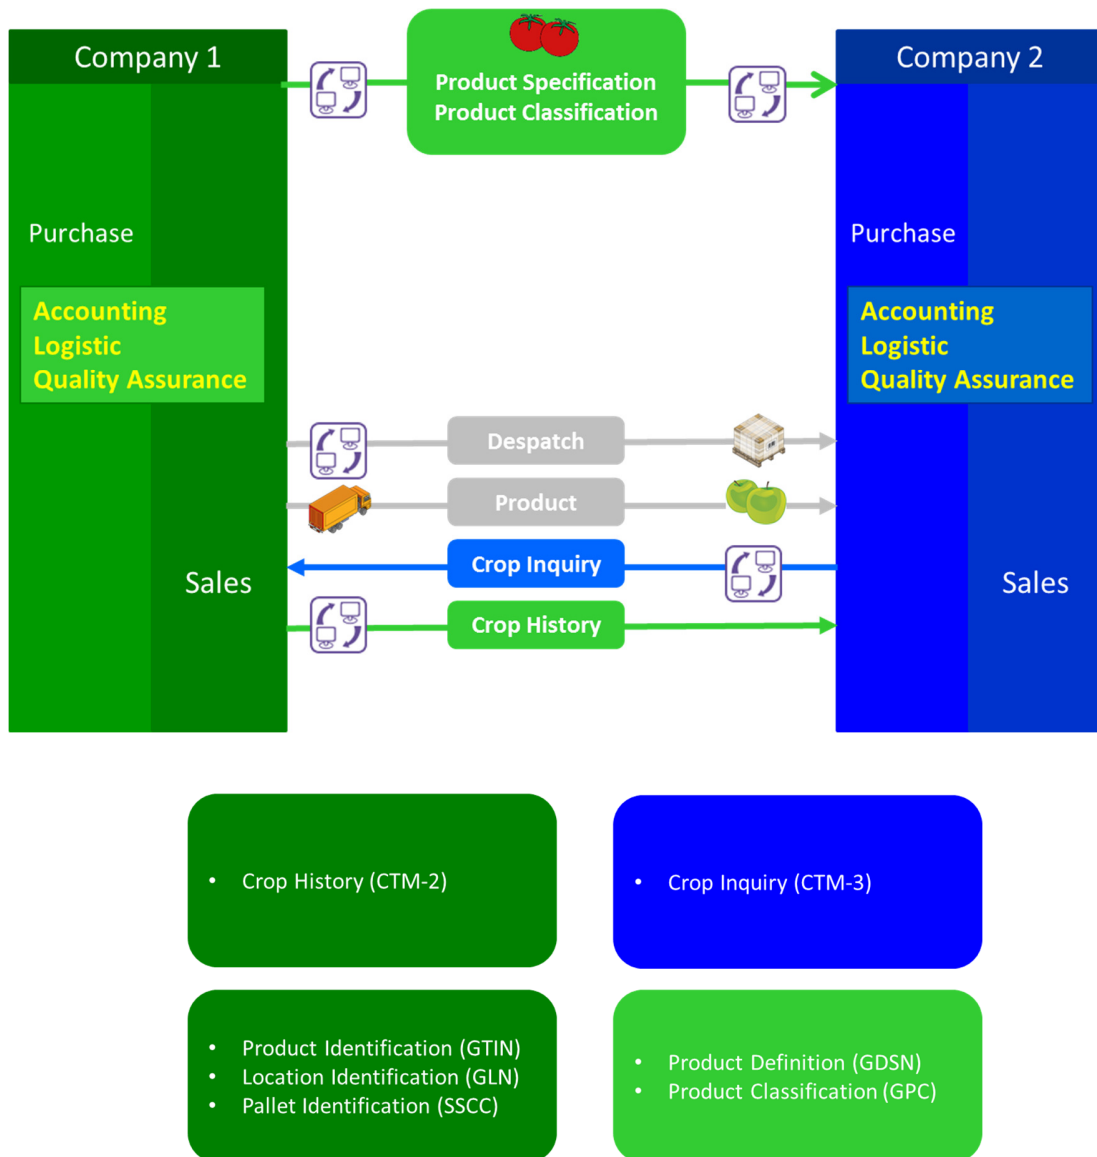 Company 1
Product Specification
Product Classification
Company 2
Purchase
Purchase
Accounting
Logistic
Quality Assurance
Accounting
Logistic
Quality Assurance
Despatch
Product
Crop Inquiry
Sales
Sales
Crop History
• Crop History (CTM-2)
• Crop Inquiry (CTM-3)
• Product Identification (GTIN)
• Location Identification (GLN)
• Pallet Identification (SSCC)
• Product Definition (GDSN)
• Product Classification (GPC)